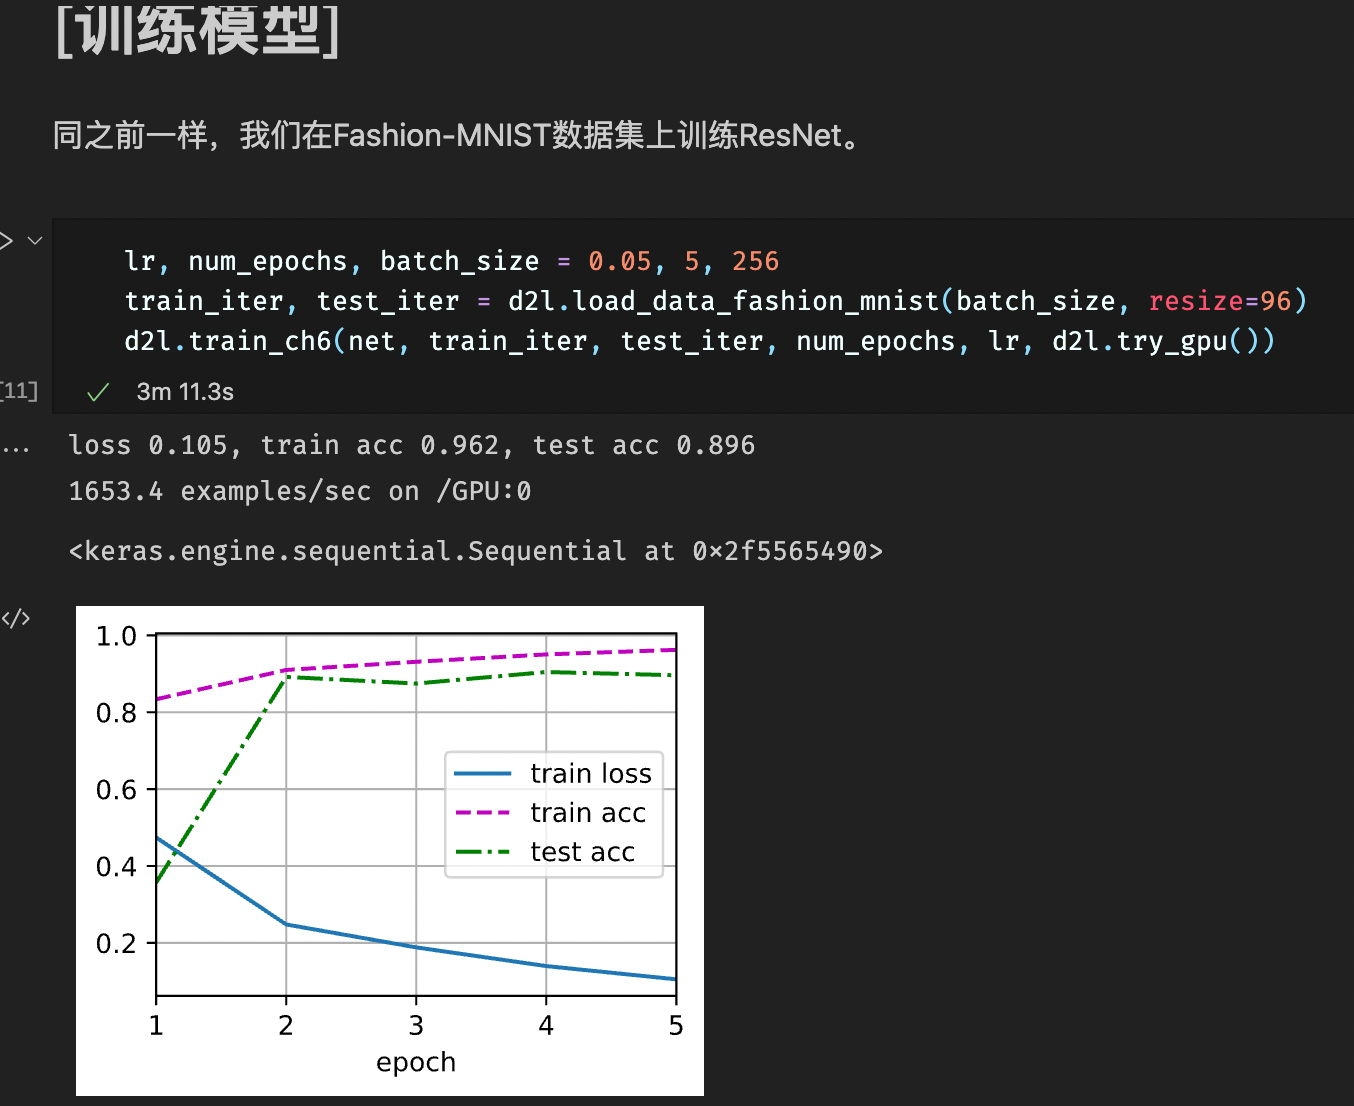 [训练模型]
同之前一样，我们在Fashion-MNIST数据集上训练ResNet。
lr, num_epochs, batch_size = 0.05, 5, 256
train_iter, test_iter = d2l.load_data_fashion_mnist(batch_size, resize=96)
d2l.train_ch6(net, train_iter, test_iter, num_epochs, lr, d2l.try_gpu())
[11]
3m 11.3s
loss 0.105, train acc 0.962, test acc 0.896
1653.4 examples/sec on /GPU:0
<keras.engine.sequential.Sequential at 0x2f5565490>
1.0
0.8
0.6
0.4
0.2
train loss
train acc
test acc
1 2 3 4 5
epoch